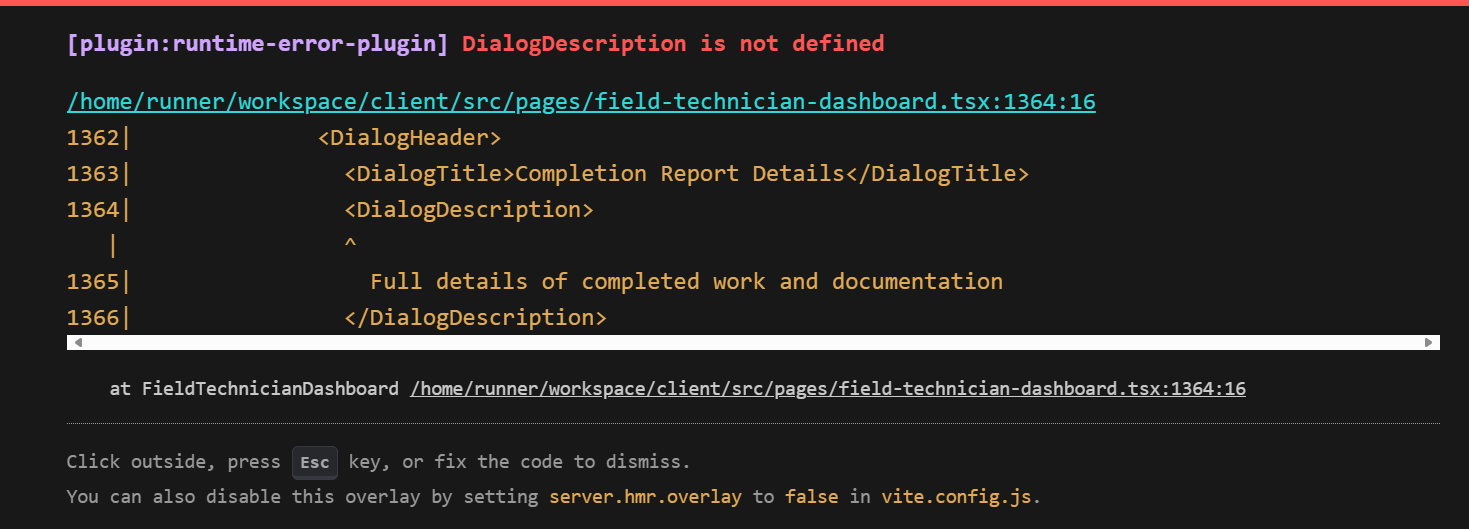 [plugin:runtime-error-plugin] DialogDescription is not defined
/home/runner/workspace/client/src/pages/field-technician-dashboard.tsx:1364:16
1362|              <DialogHeader>
1363|                <DialogTitle>Completion Report Details</DialogTitle>
1364|                <DialogDescription>
   |                 ^
1365|                  Full details of completed work and documentation
1366|                </DialogDescription>
at FieldTechnicianDashboard /home/runner/workspace/client/src/pages/field-technician-dashboard.tsx:1364:16
Click outside, press Esc key, or fix the code to dismiss.
You can also disable this overlay by setting server.hmr.overlay to false in vite.config.js.